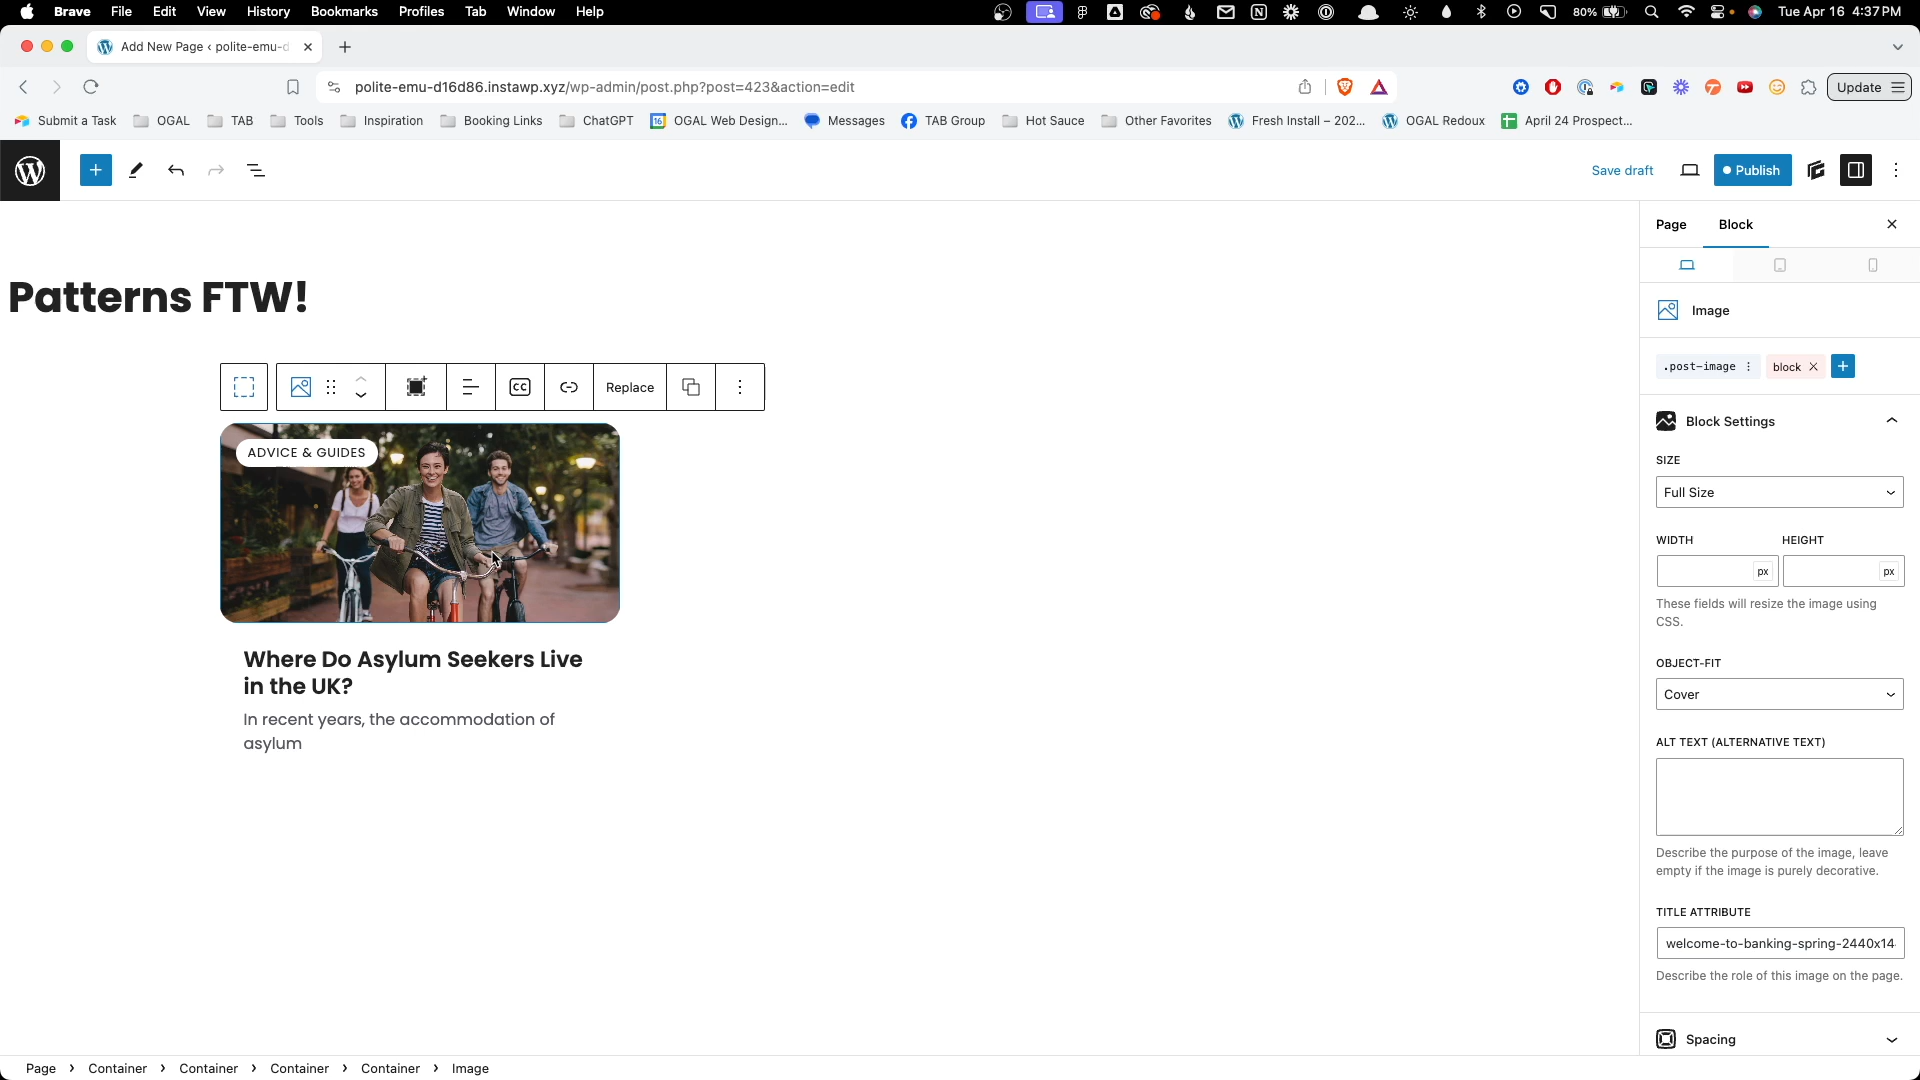 Brave File Edit View History Bookmarks Profiles Tab Window Help 80% Tue Apr 16 4:37 PM
Add New Page ‹ polite-emu-d
polite-emu-d16d86.instawp.xyz/wp-admin/post.php?post=423&action=edit
Update
Submit a Task OGAL TAB Tools Inspiration Booking Links ChatGPT 16 OGAL Web Design... Messages TAB Group Hot Sauce Other Favorites Fresh Install – 202... OGAL Redoux April 24 Prospect...
Save draft Publish
Page Block
Patterns FTW!
Image
CC Replace
.post-image block
ADVICE & GUIDES
Block Settings
SIZE
Full Size
WIDTH HEIGHT
px px
These fields will resize the image using
CSS.
Where Do Asylum Seekers Live
in the UK?
In recent years, the accommodation of
asylum
OBJECT-FIT
Cover
ALT TEXT (ALTERNATIVE TEXT)
Describe the purpose of the image, leave
empty if the image is purely decorative.
TITLE ATTRIBUTE
welcome-to-banking-spring-2440x14
Describe the role of this image on the page.
Spacing
Page › Container › Container › Container › Container › Image